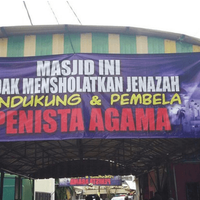 MASJID INI
DAK MENSHOLATKAN JENAZAH
NDUKUNG & PEMBELA
PENISTA AGAMA